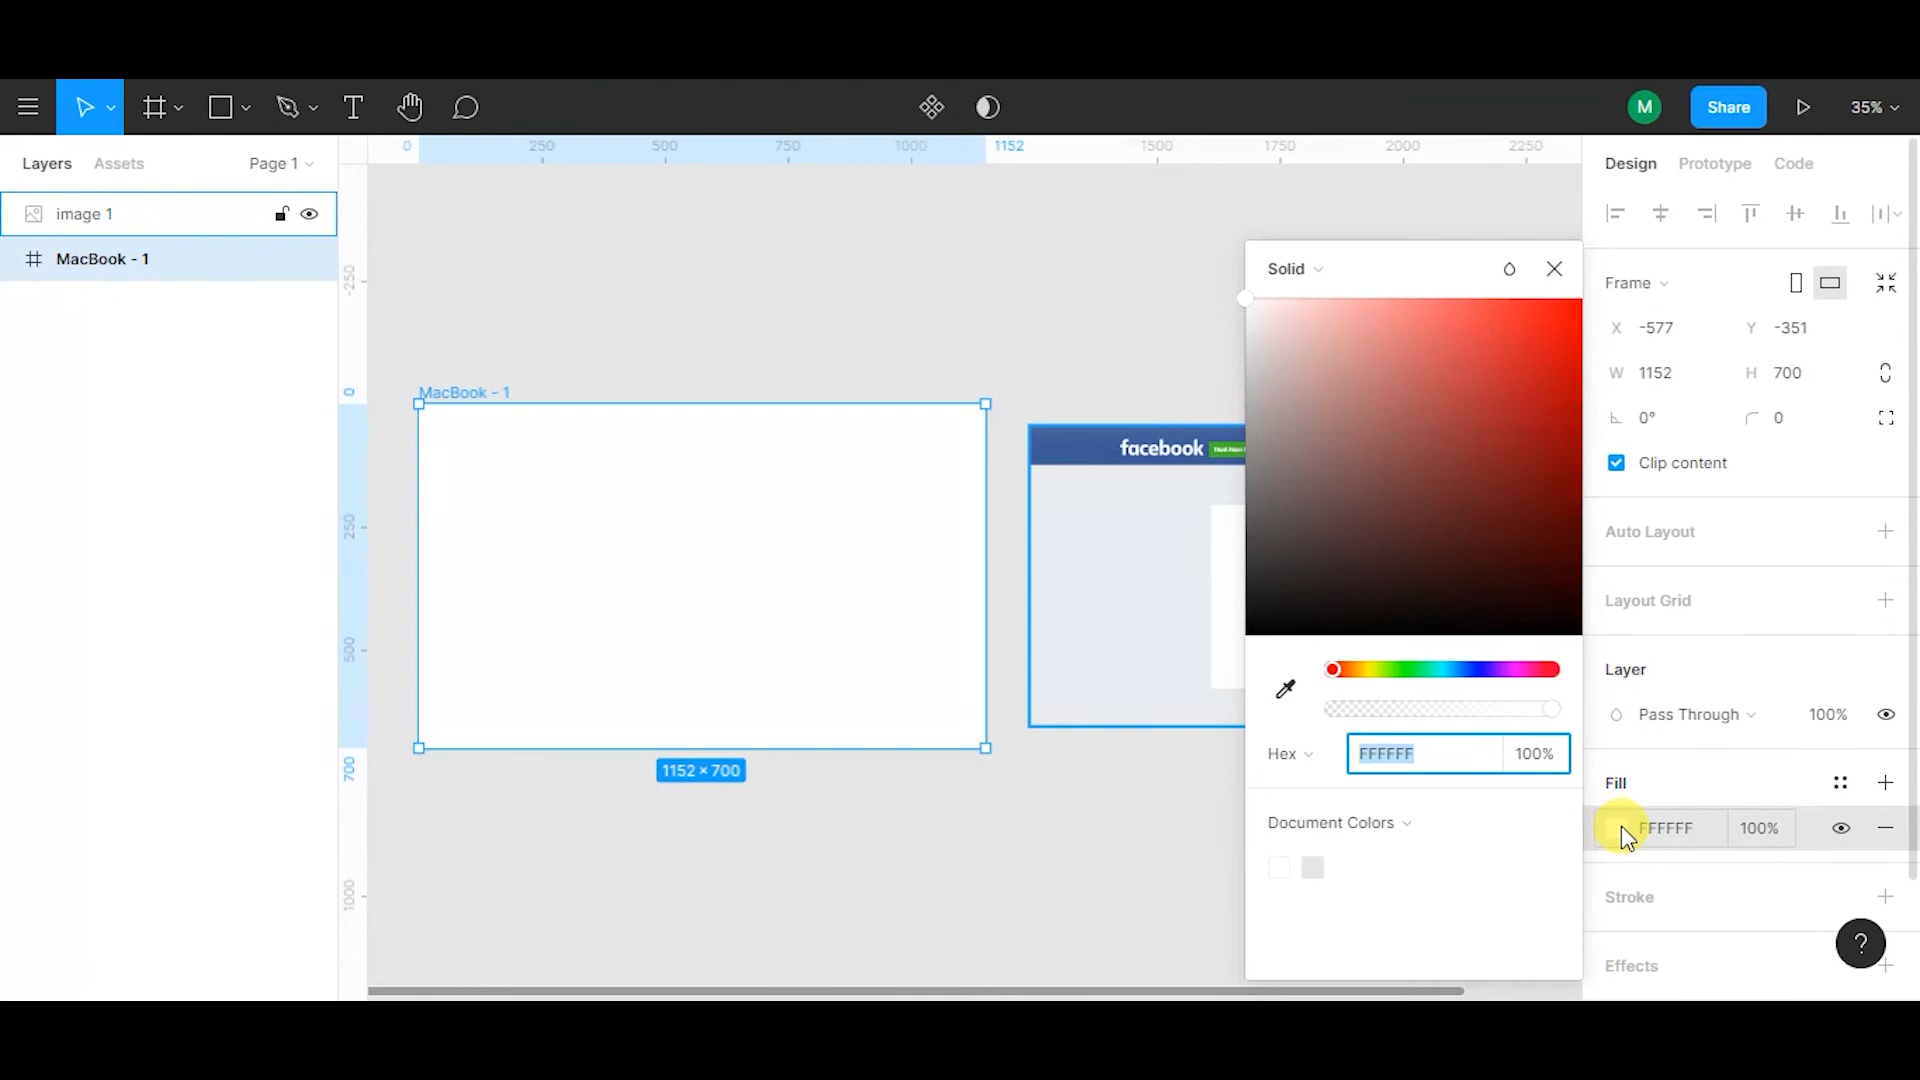 M
Share
35%
Layers
Assets
Page 1
0
250
500
750
1000
1152
1500
1750
2000
2250
Design
Prototype
Code
image 1
MacBook - 1
-250
0
250
500
700
1000
MacBook - 1
1152 × 700
facebook
Solid
Hex
FFFFFF
100%
Document Colors
Frame
X
-577
Y
-351
W
1152
H
700
0°
0
Clip content
Auto Layout
Layout Grid
Layer
Pass Through
100%
Fill
FFFFFF
100%
Stroke
Effects
?